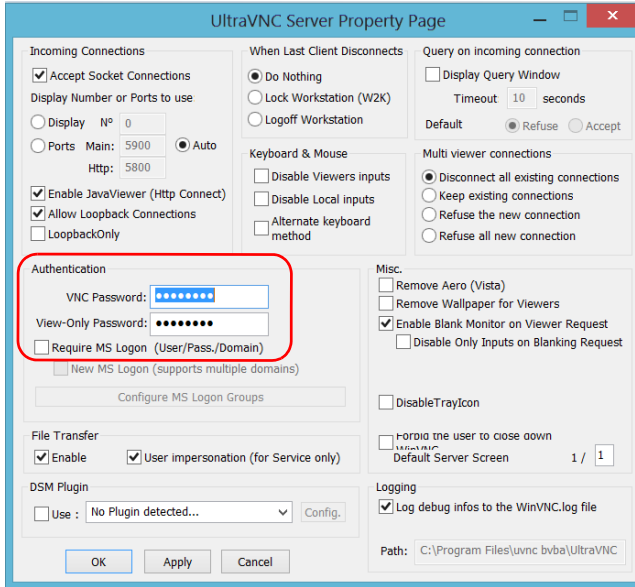 UltraVNC Server Property Page
Incoming Connections
Accept Socket Connections
Display Number or Ports to use
Display N° 0
Ports Main: 5900 Auto
Http: 5800
Enable JavaViewer (Http Connect)
Allow Loopback Connections
LoopbackOnly
When Last Client Disconnects
Do Nothing
Lock Workstation (W2K)
Logoff Workstation
Keyboard & Mouse
Disable Viewers inputs
Disable Local inputs
Alternate keyboard
method
Query on incoming connection
Display Query Window
Timeout 10 seconds
Default Refuse Accept
Multi viewer connections
Disconnect all existing connections
Keep existing connections
Refuse the new connection
Refuse all new connection
Authentication
VNC Password:
View-Only Password:
Require MS Logon (User/Pass./Domain)
New MS Logon (supports multiple domains)
Configure MS Logon Groups
Misc.
Remove Aero (Vista)
Remove Wallpaper for Viewers
Enable Blank Monitor on Viewer Request
Disable Only Inputs on Blanking Request
DisableTrayIcon
Forbid the user to close down
WinVNC
Default Server Screen 1 / 1
File Transfer
Enable User impersonation (for Service only)
DSM Plugin
Use : No Plugin detected... Config.
Logging
Log debug infos to the WinVNC.log file
Path: C:\Program Files\uvnc bvba\UltraVNC
OK Apply Cancel